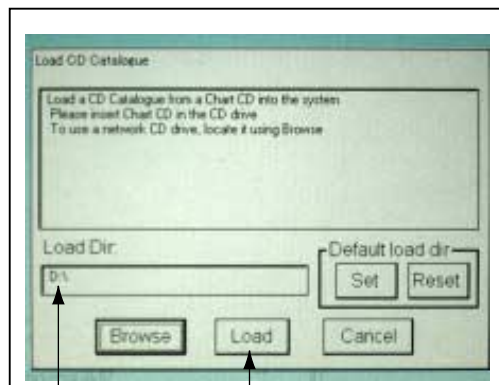 Load CD Catalogue
Load a CD Catalogue from a Chart CD into the system
Please insert Chart CD in the CD drive
To use a network CD drive, locate it using Browse
Load Dir:
Default load dir
D:\
Set
Reset
Browse
Load
Cancel